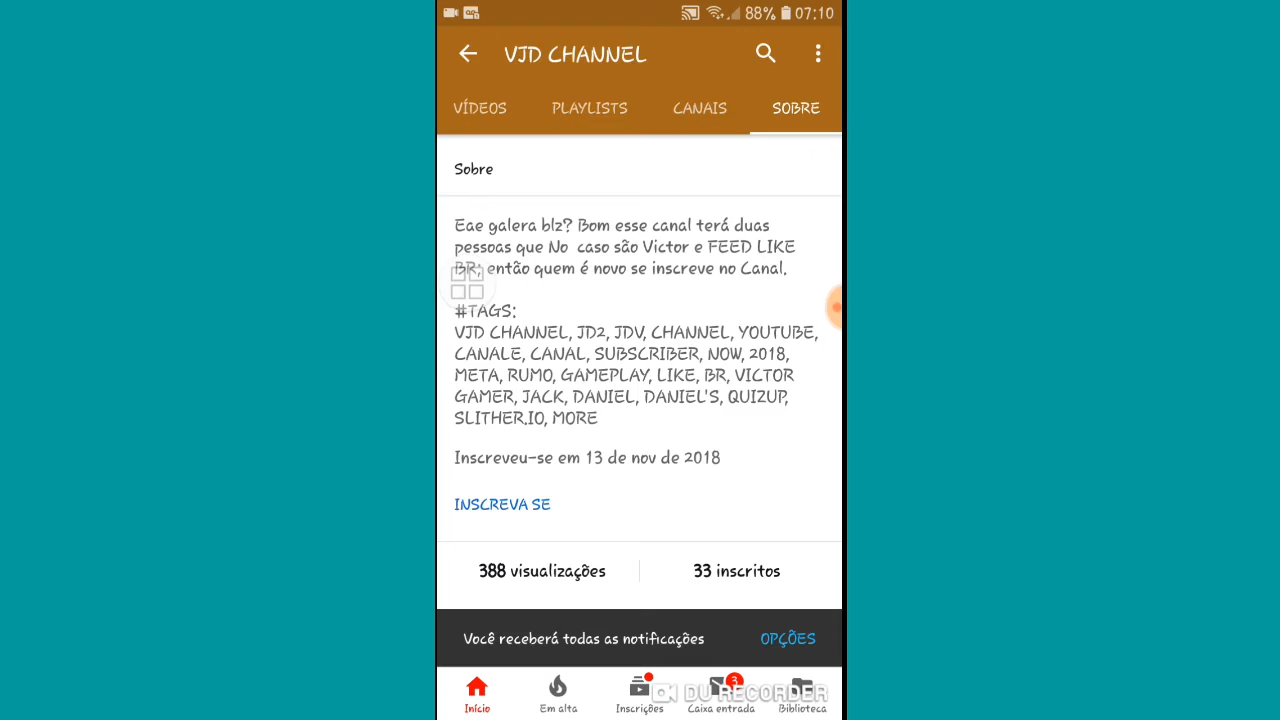 88% 07:10
VJD CHANNEL
VÍDEOS PLAYLISTS CANAIS SOBRE
Sobre
Eae galera blz? Bom esse canal terá duas
pessoas que No caso são Victor e FEED LIKE
BR; então quem é novo se inscreve no Canal.
#TAGS:
VJD CHANNEL, JD2, JDV, CHANNEL, YOUTUBE,
CANALE, CANAL, SUBSCRIBER, NOW, 2018,
META, RUMO, GAMEPLAY, LIKE, BR, VICTOR
GAMER, JACK, DANIEL, DANIEL'S, QUIZUP,
SLITHER.IO, MORE
Inscreveu-se em 13 de nov de 2018
INSCREVA SE
388 visualizações 33 inscritos
Você receberá todas as notificações OPÇÕES
3
DU RECORDER
Início Em alta Inscrições Caixa entrada Biblioteca